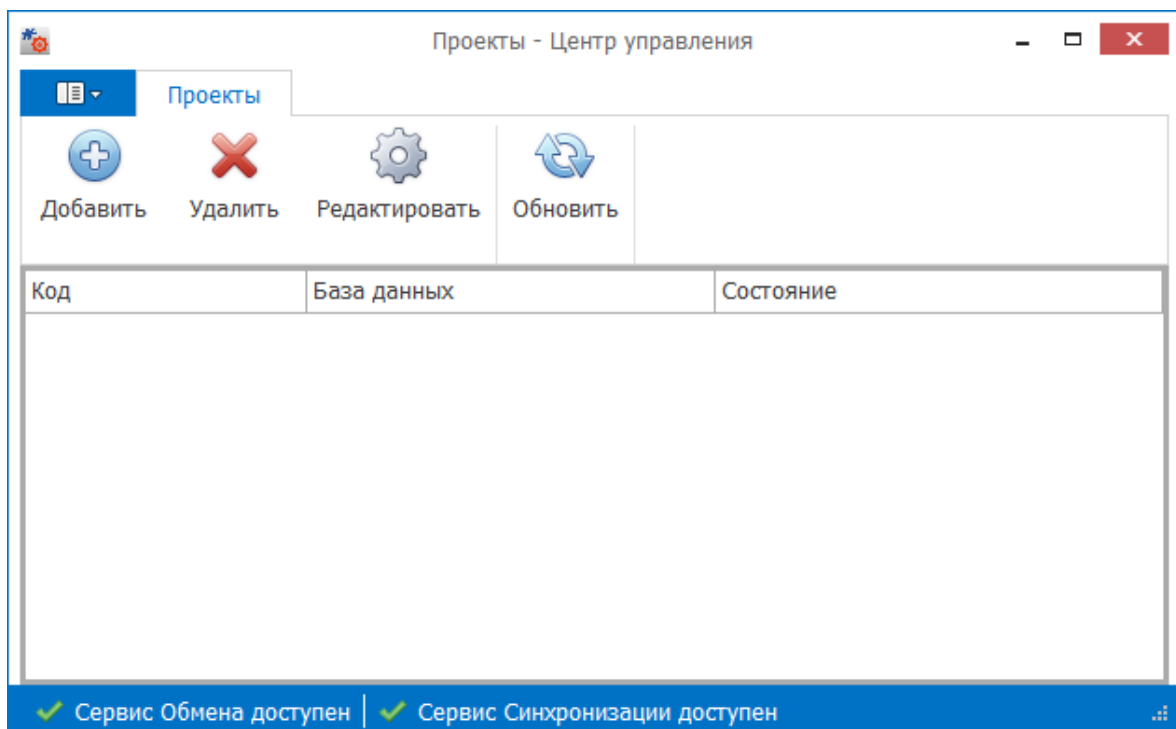 Проекты - Центр управления
Проекты
Добавить Удалить Редактировать Обновить
Код База данных Состояние
Сервис Обмена доступен Сервис Синхронизации доступен